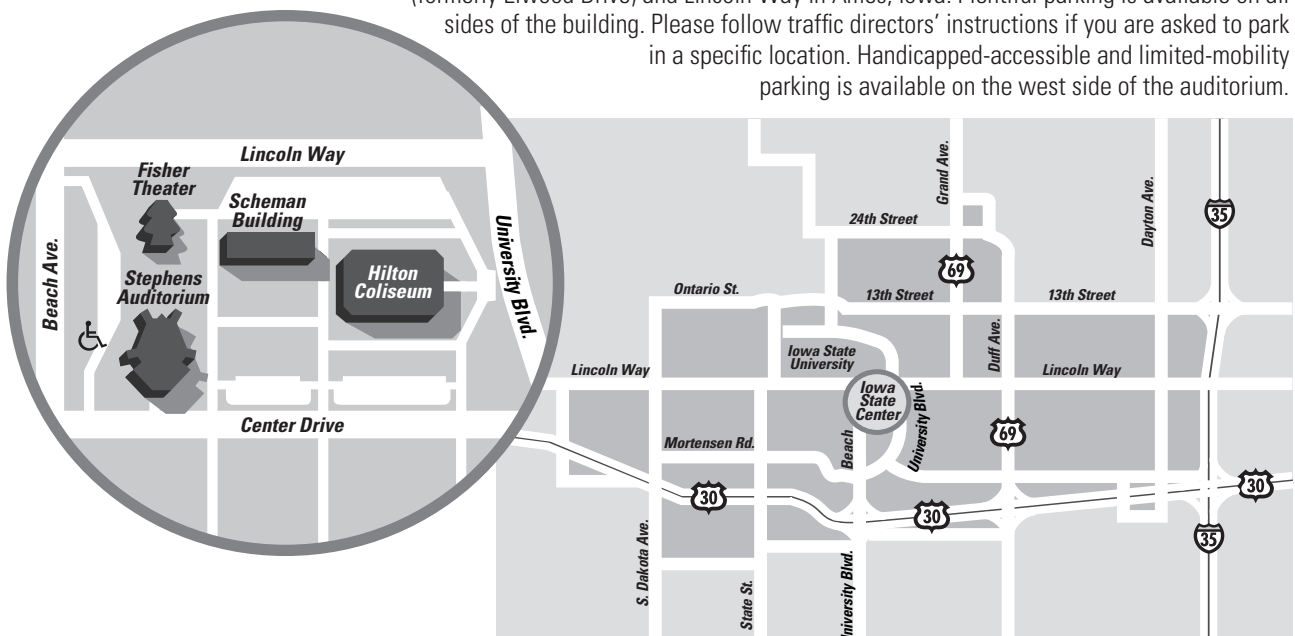 (formerly Elwood Drive) and Lincoln Way in Ames, Iowa. Plentiful parking is available on all
sides of the building. Please follow traffic directors’ instructions if you are asked to park
in a specific location. Handicapped-accessible and limited-mobility
parking is available on the west side of the auditorium.
Lincoln Way
Fisher
Theater
Scheman
Building
University Blvd.
Beach Ave.
Stephens
Auditorium
Hilton
Coliseum
Center Drive
Grand Ave.
Dayton Ave.
35
24th Street
69
Ontario St.
13th Street
13th Street
Duff Ave.
Iowa State
University
Lincoln Way
Lincoln Way
Iowa
State
Center
University Blvd.
Beach
69
Mortensen Rd.
30
30
30
35
S. Dakota Ave.
State St.
University Blvd.